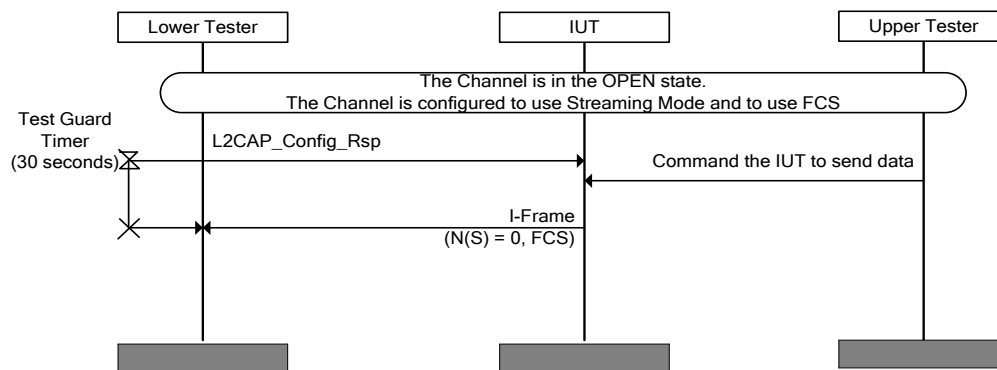 Lower Tester
IUT
Upper Tester
The Channel is in the OPEN state.
The Channel is configured to use Streaming Mode and to use FCS
Test Guard
Timer
(30 seconds)
L2CAP_Config_Rsp
Command the IUT to send data
I-Frame
(N(S) = 0, FCS)